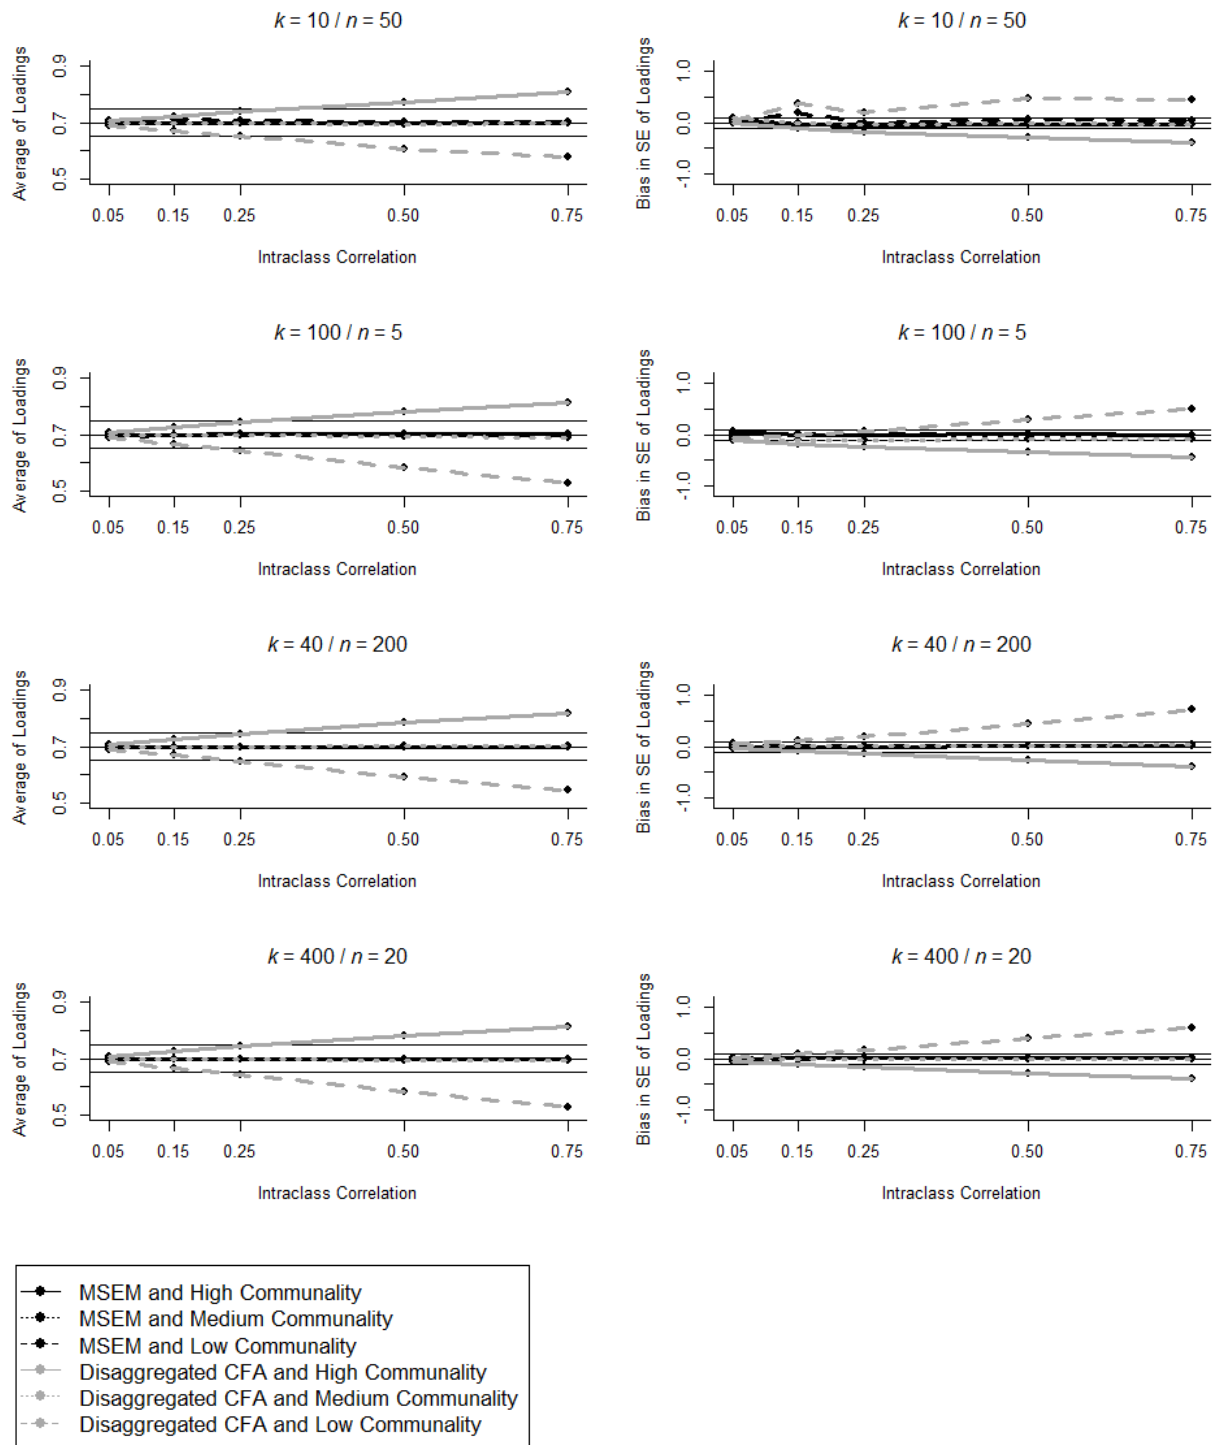 k = 10 / n = 50
Average of Loadings
0.5 0.7 0.9
0.05 0.15 0.25 0.50 0.75
Intraclass Correlation
k = 10 / n = 50
Bias in SE of Loadings
-1.0 0.0 1.0
0.05 0.15 0.25 0.50 0.75
Intraclass Correlation
k = 100 / n = 5
Average of Loadings
0.5 0.7 0.9
0.05 0.15 0.25 0.50 0.75
Intraclass Correlation
k = 100 / n = 5
Bias in SE of Loadings
-1.0 0.0 1.0
0.05 0.15 0.25 0.50 0.75
Intraclass Correlation
k = 40 / n = 200
Average of Loadings
0.5 0.7 0.9
0.05 0.15 0.25 0.50 0.75
Intraclass Correlation
k = 40 / n = 200
Bias in SE of Loadings
-1.0 0.0 1.0
0.05 0.15 0.25 0.50 0.75
Intraclass Correlation
k = 400 / n = 20
Average of Loadings
0.5 0.7 0.9
0.05 0.15 0.25 0.50 0.75
Intraclass Correlation
k = 400 / n = 20
Bias in SE of Loadings
-1.0 0.0 1.0
0.05 0.15 0.25 0.50 0.75
Intraclass Correlation
MSEM and High Communality
MSEM and Medium Communality
MSEM and Low Communality
Disaggregated CFA and High Communality
Disaggregated CFA and Medium Communality
Disaggregated CFA and Low Communality